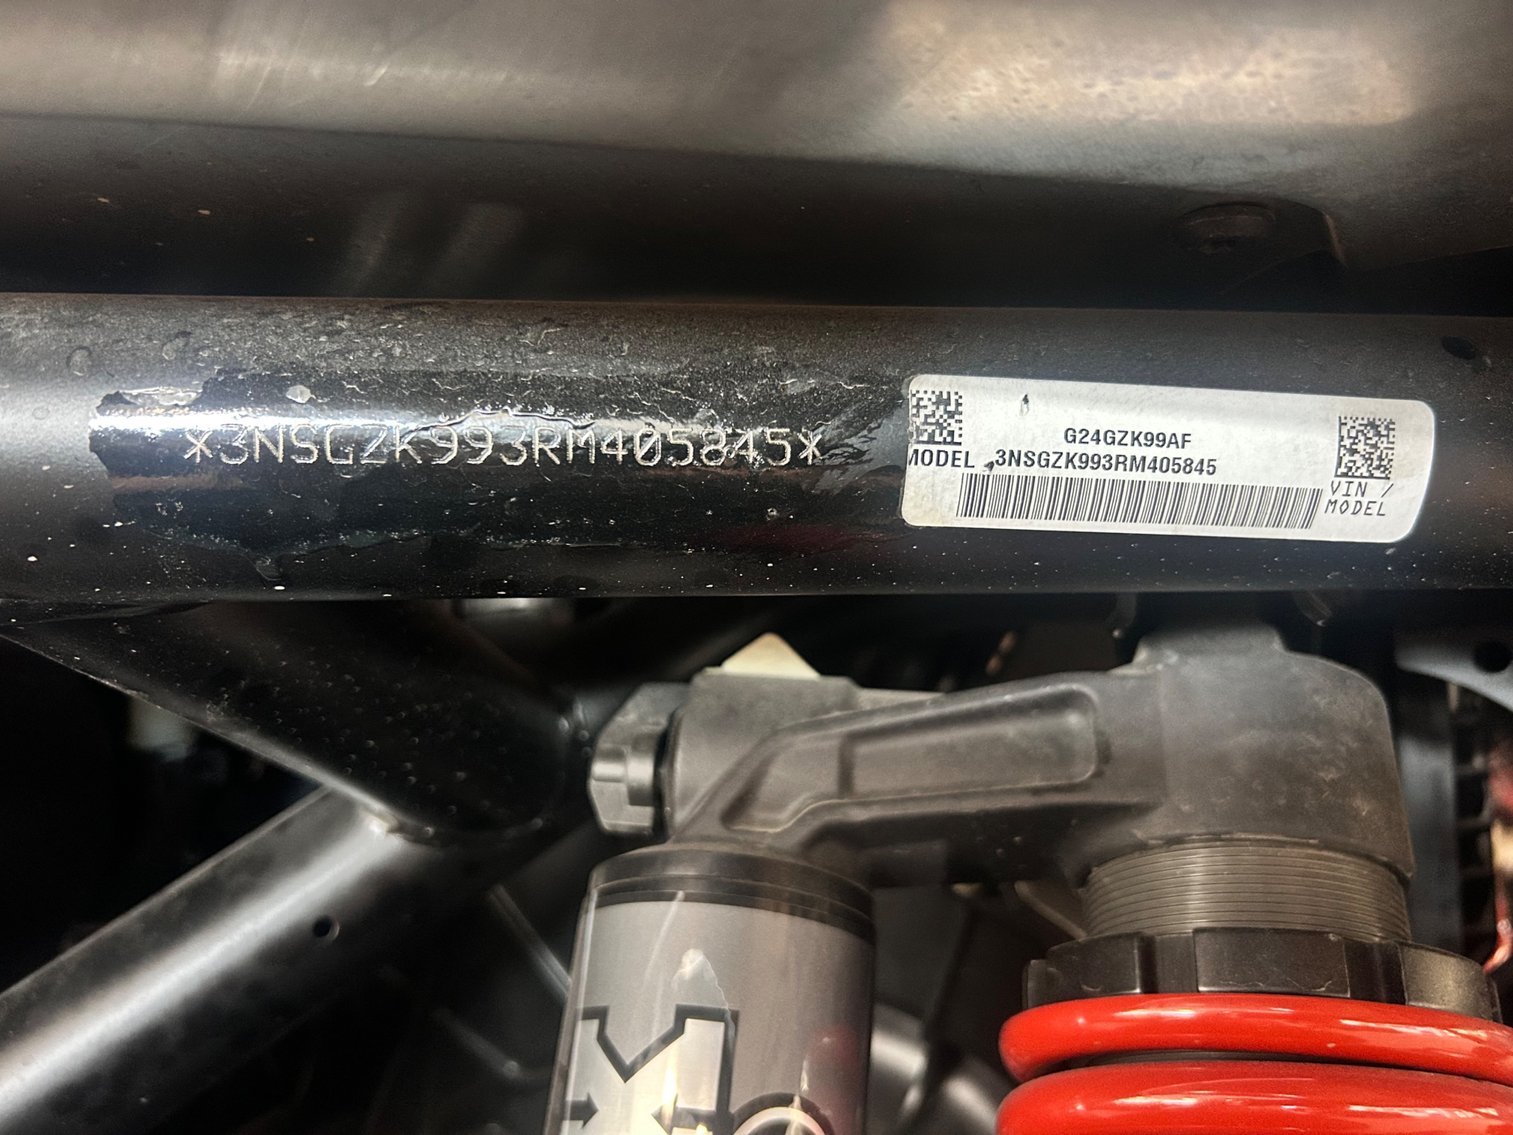 *3NSGZK993RM405845*
G24GZK99AF
MODEL 3NSGZK993RM405845
VIN /
MODEL